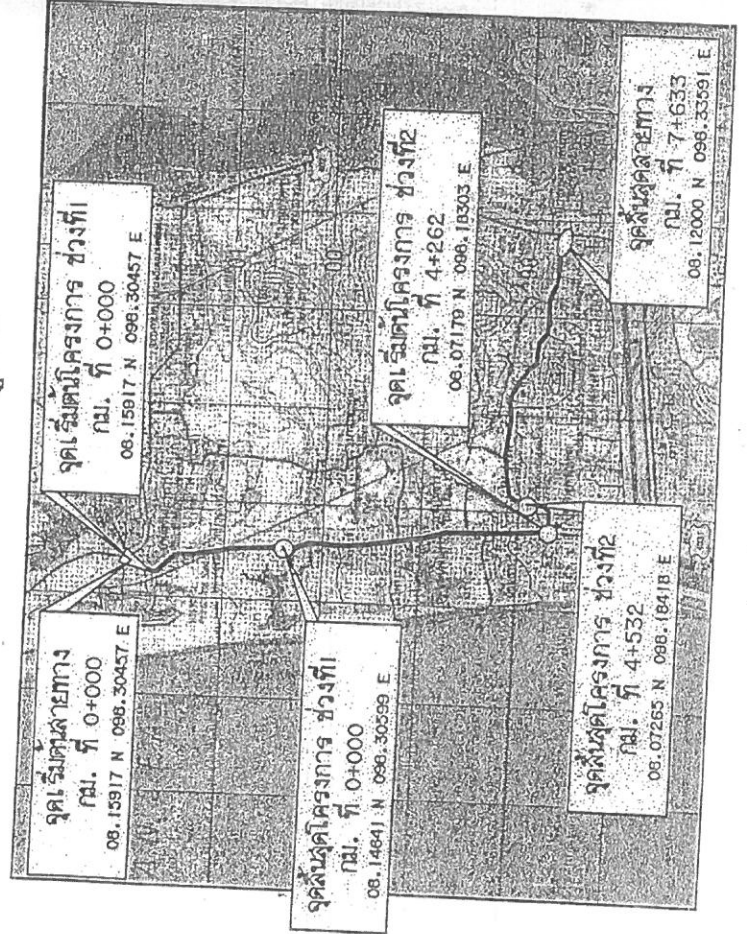 จุดเริ่มต้นสายทาง
กม. ที่ 0+000
08.15917 N 098.30457 E
จุดเริ่มต้นโครงการ ช่วงที่1
กม. ที่ 0+000
08.15917 N 098.30457 E
จุดสิ้นสุดโครงการ ช่วงที่1
กม. ที่ 0+000
08.14641 N 098.30599 E
จุดเริ่มต้นโครงการ ช่วงที่2
กม. ที่ 4+262
08.07179 N 098.18303 E
จุดสิ้นสุดโครงการ ช่วงที่2
กม. ที่ 4+532
08.07265 N 098.18418 E
จุดสิ้นสุดสายทาง
กม. ที่ 7+633
08.12000 N 098.33591 E